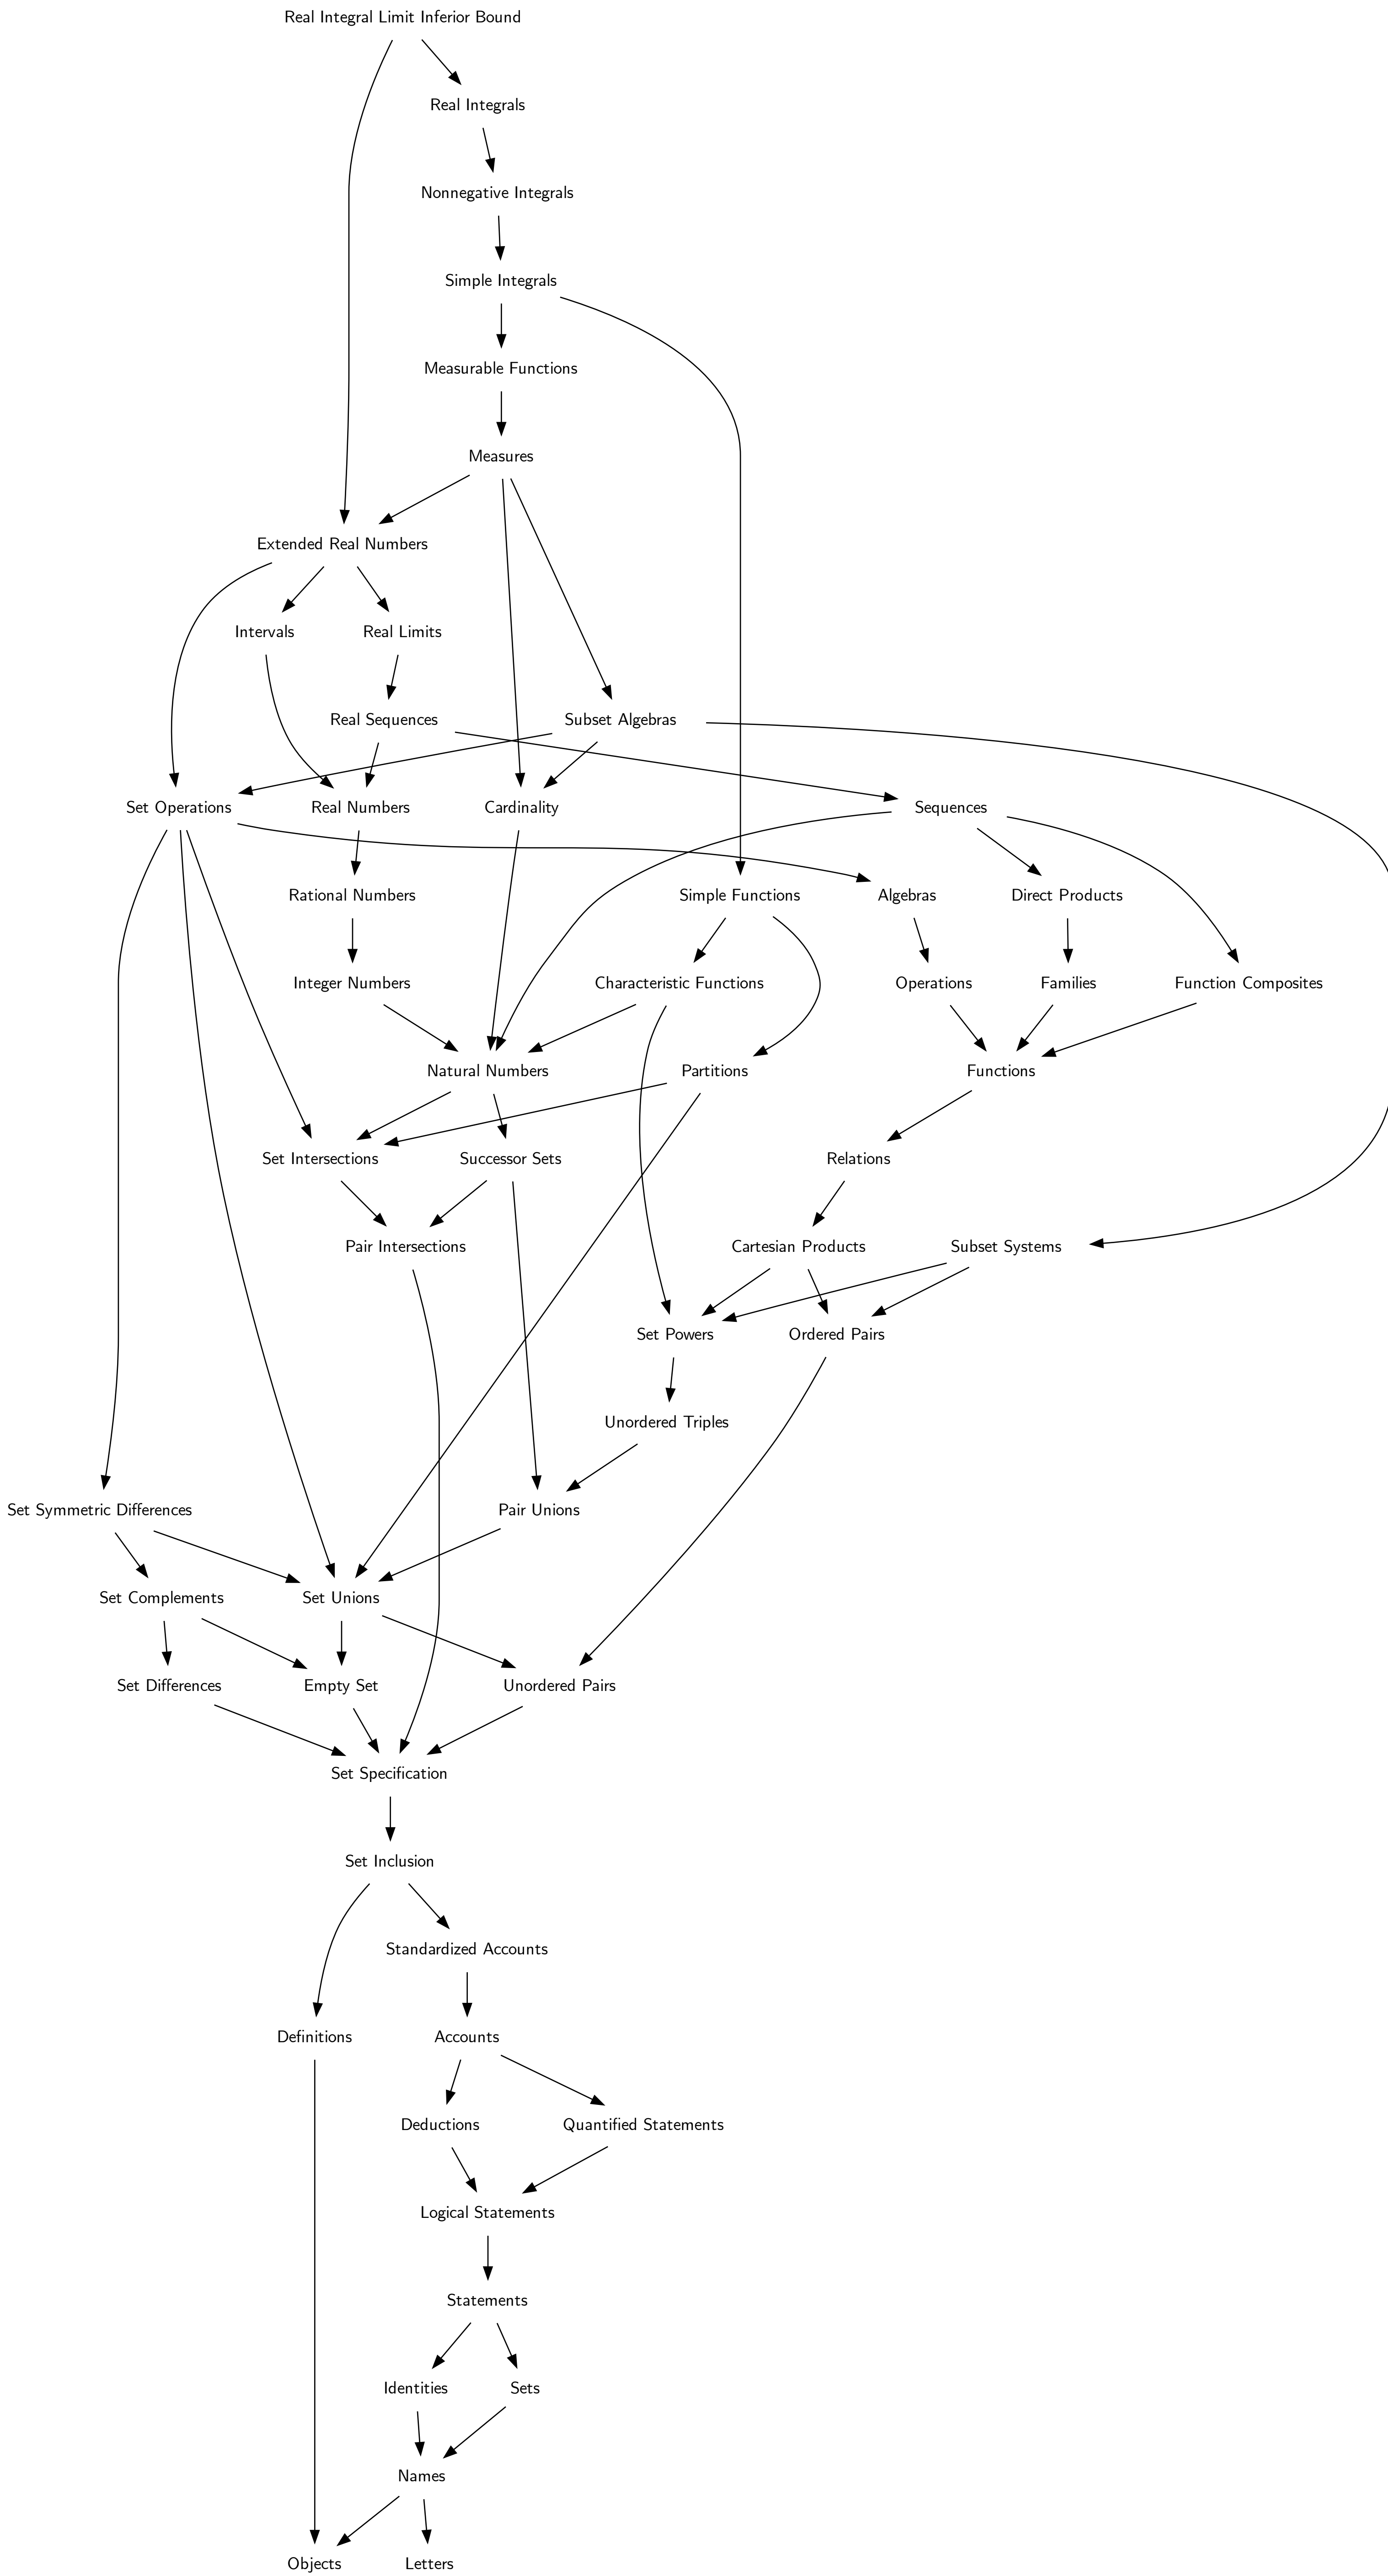 Real Integral Limit Inferior Bound
Real Integrals
Nonnegative Integrals
Simple Integrals
Measurable Functions
Measures
Extended Real Numbers
Intervals
Real Limits
Real Sequences
Subset Algebras
Set Operations
Real Numbers
Cardinality
Sequences
Rational Numbers
Simple Functions
Algebras
Direct Products
Integer Numbers
Characteristic Functions
Operations
Families
Function Composites
Natural Numbers
Partitions
Functions
Set Intersections
Successor Sets
Relations
Pair Intersections
Cartesian Products
Subset Systems
Set Powers
Ordered Pairs
Unordered Triples
Set Symmetric Differences
Pair Unions
Set Complements
Set Unions
Set Differences
Empty Set
Unordered Pairs
Set Specification
Set Inclusion
Standardized Accounts
Definitions
Accounts
Deductions
Quantified Statements
Logical Statements
Statements
Identities
Sets
Names
Objects
Letters